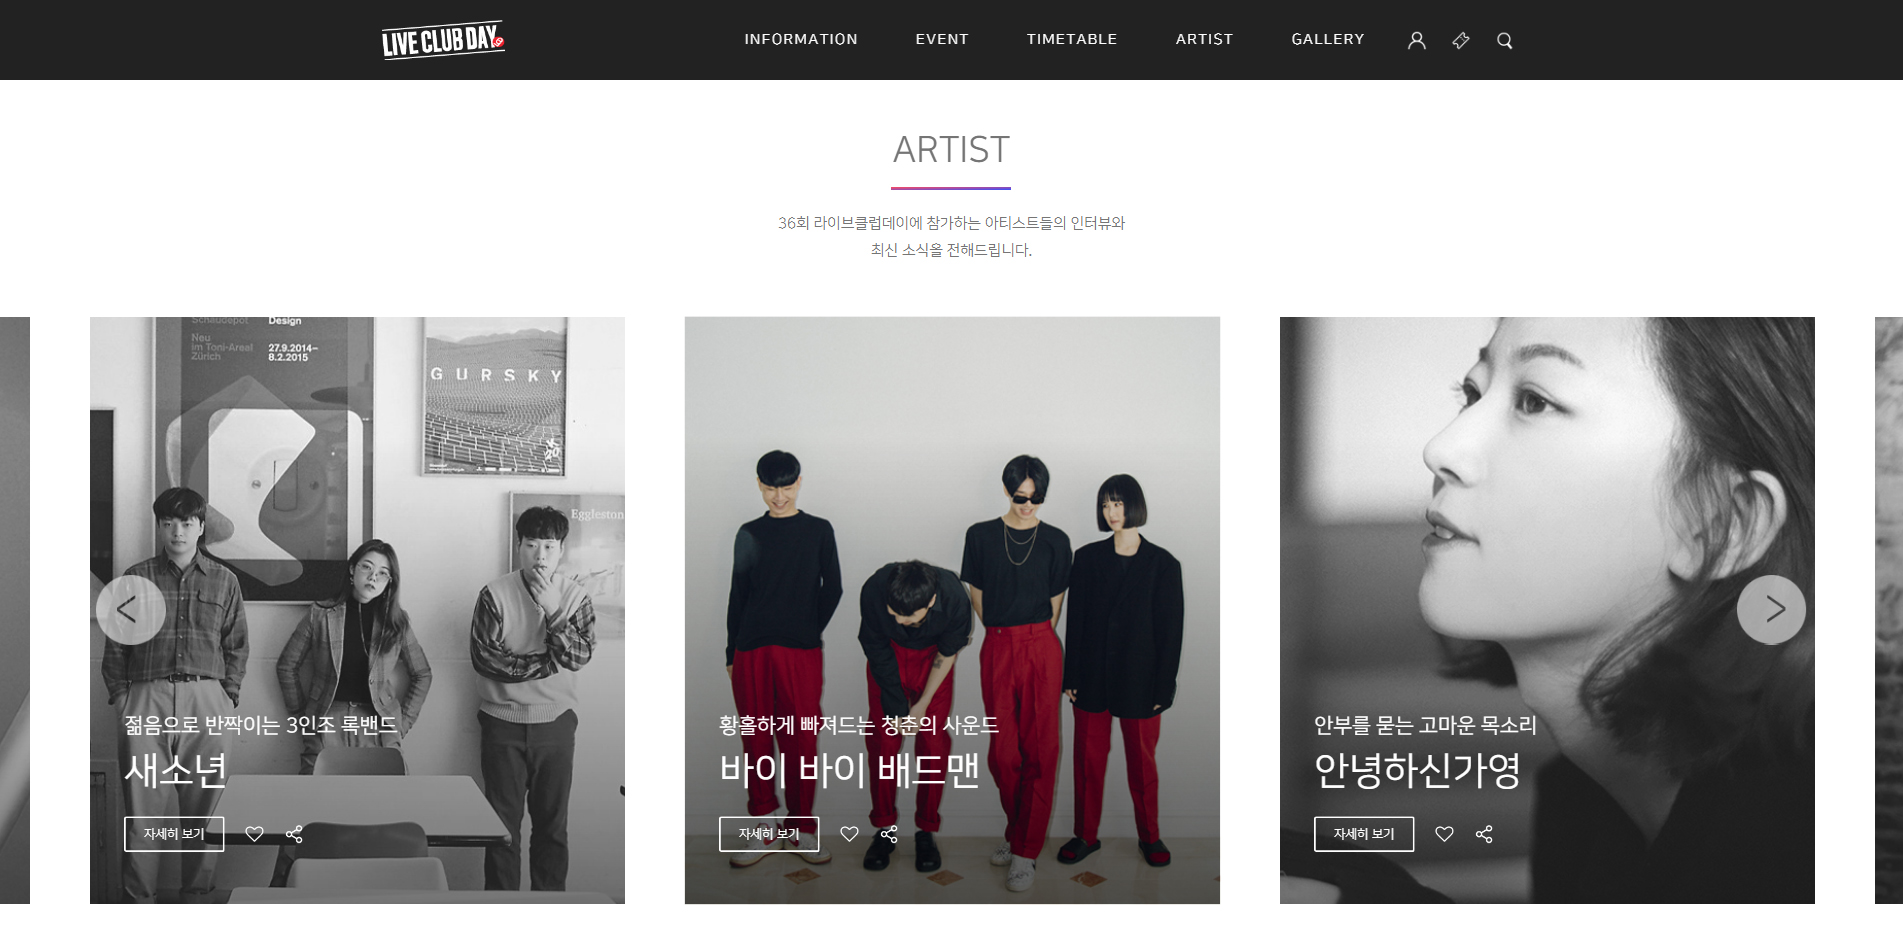 LIVE CLUB DAY
INFORMATION
EVENT
TIMETABLE
ARTIST
GALLERY
ARTIST
36회 라이브클럽데이에 참가하는 아티스트들의 인터뷰와
최신 소식을 전해드립니다.
Schaudepot
Design
Neu
im Toni-Areal
Zürich
27.9.2014–
8.2.2015
GURSKY
Eggleston
젊음으로 반짝이는 3인조 록밴드
새소년
자세히 보기
황홀하게 빠져드는 청춘의 사운드
바이 바이 배드맨
자세히 보기
안부를 묻는 고마운 목소리
안녕하신가영
자세히 보기